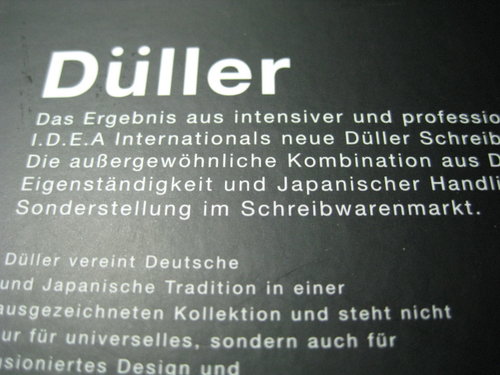 Düller
Das Ergebnis aus intensiver und professio
I.D.E.A Internationals neue Düller Schreib
Die außergewöhnliche Kombination aus D
Eigenständigkeit und Japanischer Handl
Sonderstellung im Schreibwarenmarkt.
Düller vereint Deutsche
und Japanische Tradition in einer
ausgezeichneten Kollektion und steht nicht
ur für universelles, sondern auch für
usioniertes Design und